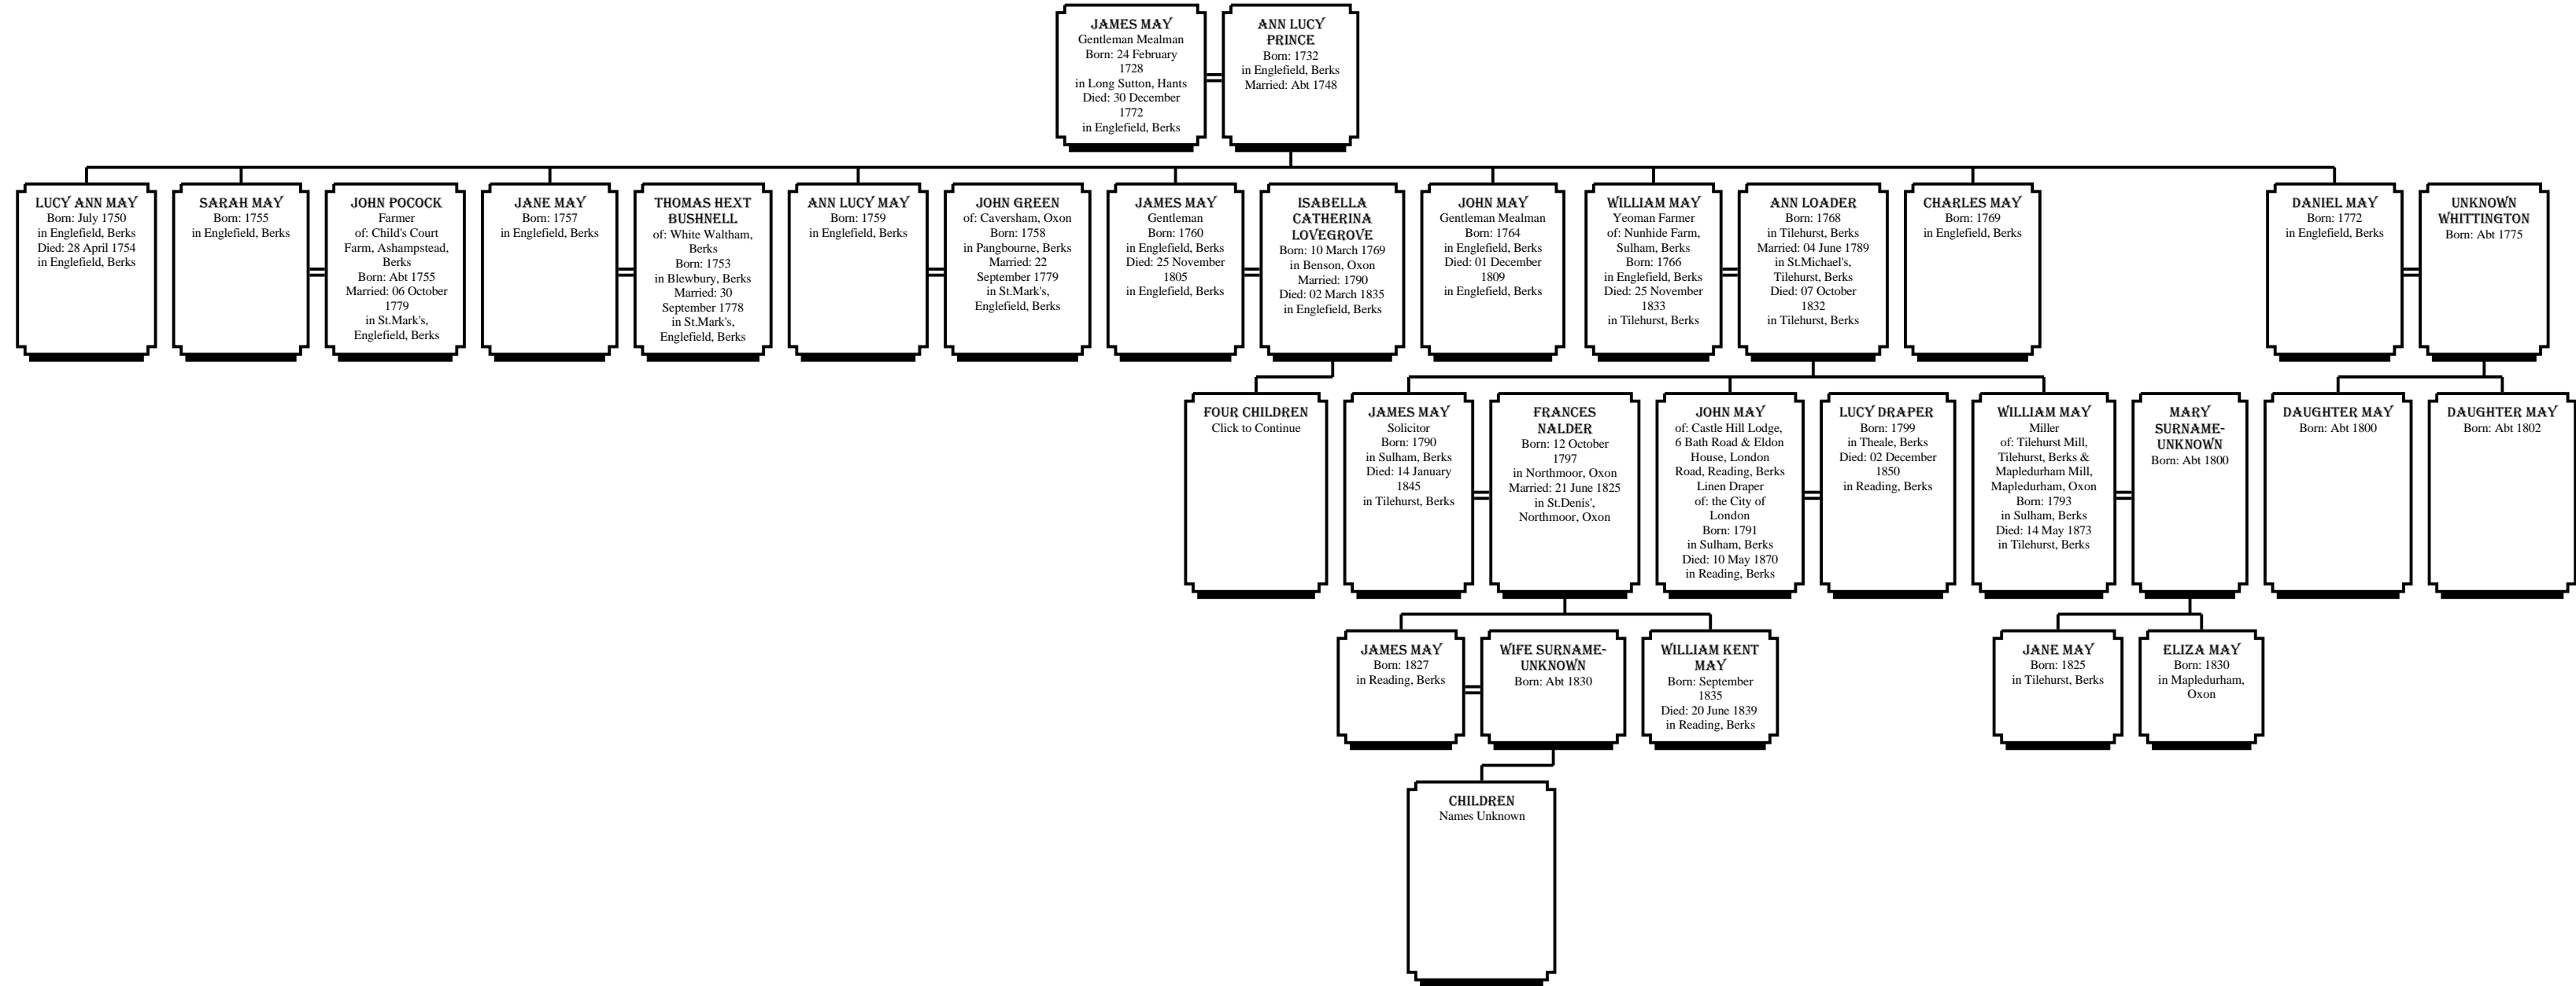 JAMES MAY
Gentleman Mealman
Born: 24 February
1728
in Long Sutton, Hants
Died: 30 December
1772
in Englefield, Berks
ANN LUCY
PRINCE
Born: 1732
in Englefield, Berks
Married: Abt 1748
LUCY ANN MAY
Born: July 1750
in Englefield, Berks
Died: 28 April 1754
in Englefield, Berks
SARAH MAY
Born: 1755
in Englefield, Berks
JOHN POCOCK
Farmer
of: Child's Court
Farm, Ashampstead,
Berks
Born: Abt 1755
Married: 06 October
1779
in St.Mark's,
Englefield, Berks
JANE MAY
Born: 1757
in Englefield, Berks
THOMAS HEXT
BUSHNELL
of: White Waltham,
Berks
Born: 1753
in Blewbury, Berks
Married: 30
September 1778
in St.Mark's,
Englefield, Berks
ANN LUCY MAY
Born: 1759
in Englefield, Berks
JOHN GREEN
of: Caversham, Oxon
Born: 1758
in Pangbourne, Berks
Married: 22
September 1779
in St.Mark's,
Englefield, Berks
JAMES MAY
Gentleman
Born: 1760
in Englefield, Berks
Died: 25 November
1805
in Englefield, Berks
ISABELLA
CATHERINA
LOVEGROVE
Born: 10 March 1769
in Benson, Oxon
Married: 1790
Died: 02 March 1835
in Englefield, Berks
JOHN MAY
Gentleman Mealman
Born: 1764
in Englefield, Berks
Died: 01 December
1809
in Englefield, Berks
WILLIAM MAY
Yeoman Farmer
of: Nunhide Farm,
Sulham, Berks
Born: 1766
in Englefield, Berks
Died: 25 November
1833
in Tilehurst, Berks
ANN LOADER
Born: 1768
in Tilehurst, Berks
Married: 04 June 1789
in St.Michael's,
Tilehurst, Berks
Died: 07 October
1832
in Tilehurst, Berks
CHARLES MAY
Born: 1769
in Englefield, Berks
DANIEL MAY
Born: 1772
in Englefield, Berks
UNKNOWN
WHITTINGTON
Born: Abt 1775
FOUR CHILDREN
Click to Continue
JAMES MAY
Solicitor
Born: 1790
in Sulham, Berks
Died: 14 January
1845
in Tilehurst, Berks
FRANCES
NALDER
Born: 12 October
1797
in Northmoor, Oxon
Married: 21 June 1825
in St.Denis',
Northmoor, Oxon
JOHN MAY
of: Castle Hill Lodge,
6 Bath Road & Eldon
House, London
Road, Reading, Berks
Linen Draper
of: the City of
London
Born: 1791
in Sulham, Berks
Died: 10 May 1870
in Reading, Berks
LUCY DRAPER
Born: 1799
in Theale, Berks
Died: 02 December
1850
in Reading, Berks
WILLIAM MAY
Miller
of: Tilehurst Mill,
Tilehurst, Berks &
Mapledurham Mill,
Mapledurham, Oxon
Born: 1793
in Sulham, Berks
Died: 14 May 1873
in Tilehurst, Berks
MARY
SURNAME-
UNKNOWN
Born: Abt 1800
DAUGHTER MAY
Born: Abt 1800
DAUGHTER MAY
Born: Abt 1802
JAMES MAY
Born: 1827
in Reading, Berks
WIFE SURNAME-
UNKNOWN
Born: Abt 1830
WILLIAM KENT
MAY
Born: September
1835
Died: 20 June 1839
in Reading, Berks
JANE MAY
Born: 1825
in Tilehurst, Berks
ELIZA MAY
Born: 1830
in Mapledurham,
Oxon
CHILDREN
Names Unknown